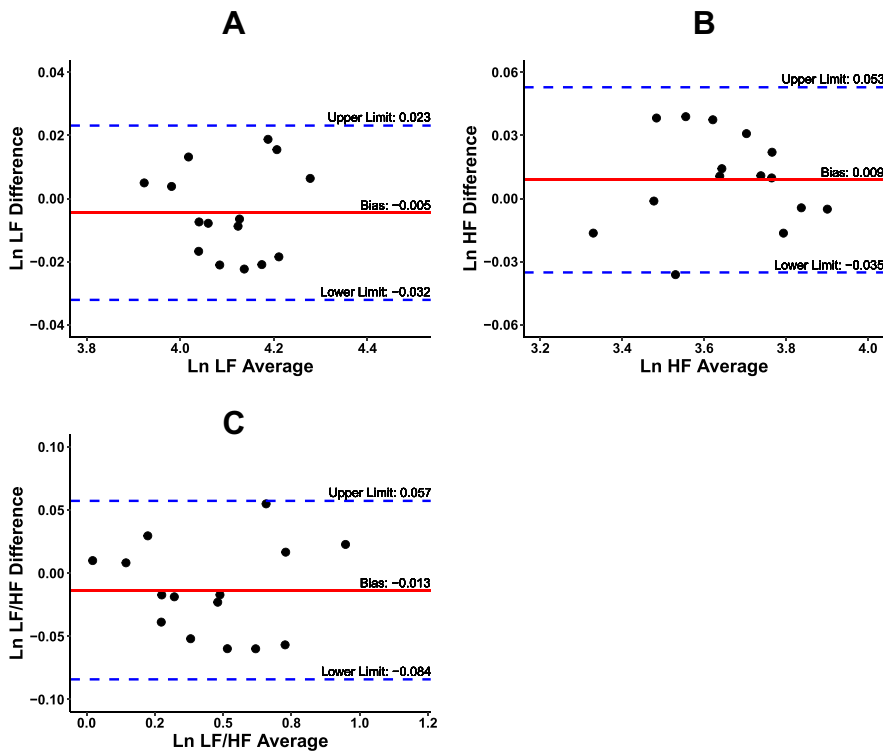 A
Ln LF Difference
0.04
0.02
0.00
−0.02
−0.04
Upper Limit: 0.023
Bias: −0.005
Lower Limit: −0.032
3.8 4.0 4.2 4.4
Ln LF Average
B
Ln HF Difference
0.06
0.03
0.00
−0.03
−0.06
Upper Limit: 0.053
Bias: 0.009
Lower Limit: −0.035
3.2 3.4 3.6 3.8 4.0
Ln HF Average
C
Ln LF/HF Difference
0.10
0.05
0.00
−0.05
−0.10
Upper Limit: 0.057
Bias: −0.013
Lower Limit: −0.084
0.0 0.2 0.5 0.8 1.2
Ln LF/HF Average